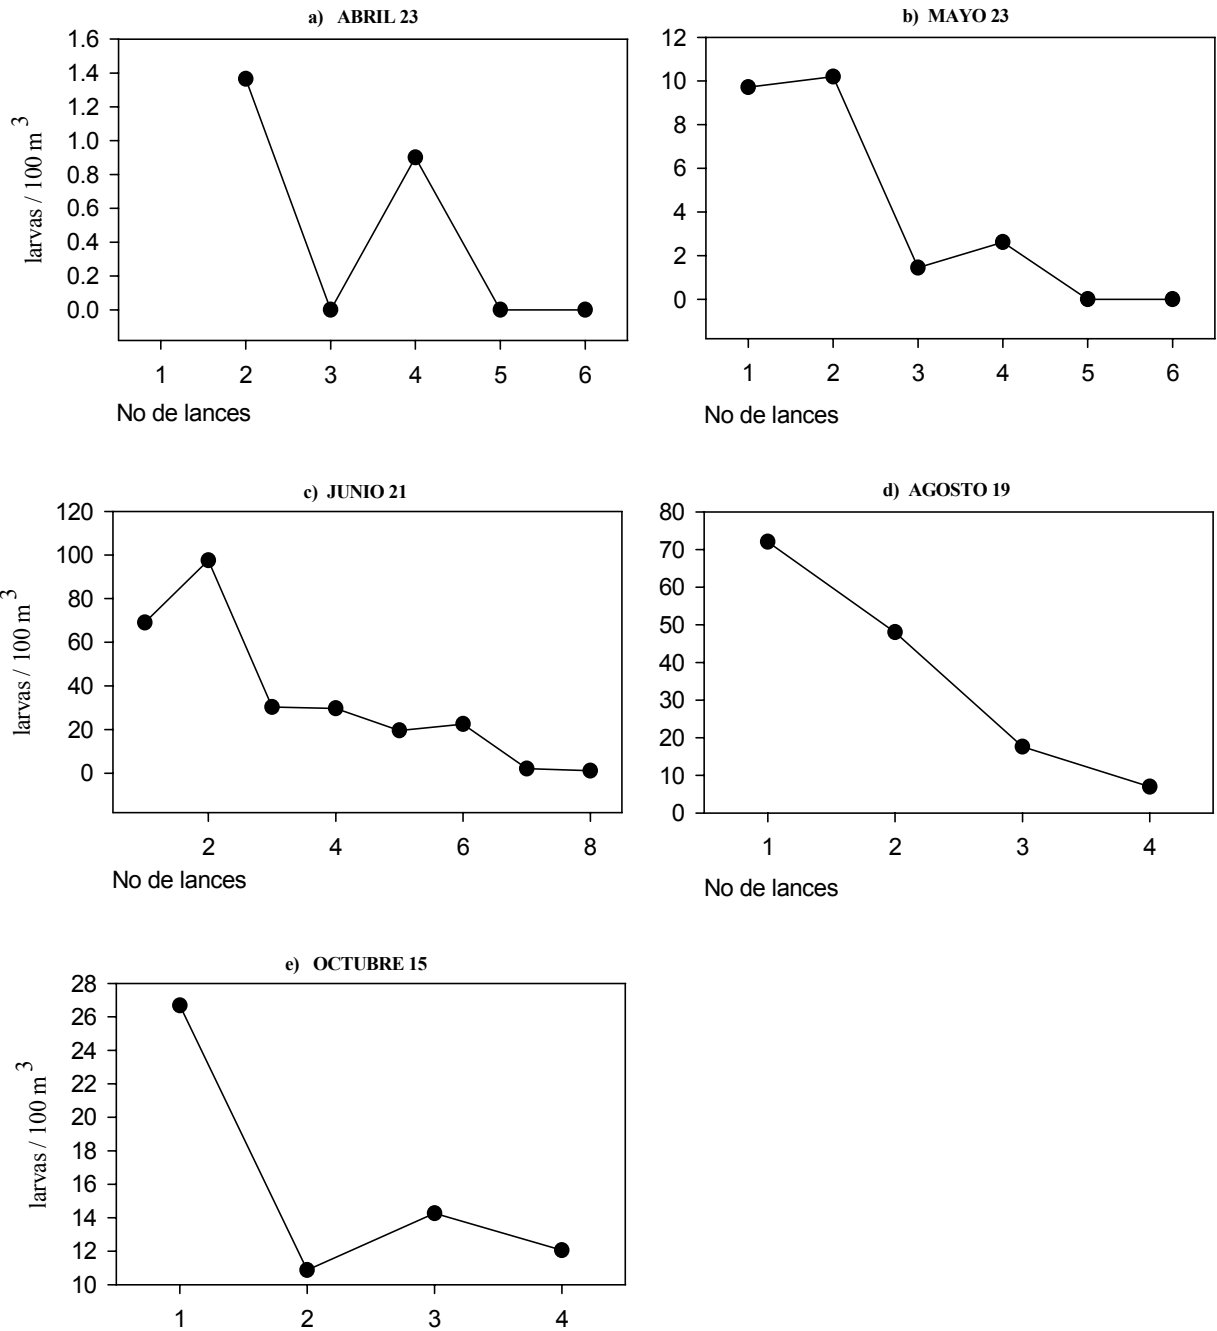 a) ABRIL 23
1.6
1.4
1.2
1.0
0.8
0.6
0.4
0.2
0.0
larvas / 100 m 3
1 2 3 4 5 6
No de lances
b) MAYO 23
12
10
8
6
4
2
0
1 2 3 4 5 6
No de lances
c) JUNIO 21
120
100
80
60
40
20
0
larvas / 100 m 3
2 4 6 8
No de lances
d) AGOSTO 19
80
70
60
50
40
30
20
10
0
1 2 3 4
No de lances
e) OCTUBRE 15
28
26
24
22
20
18
16
14
12
10
larvas / 100 m 3
1 2 3 4